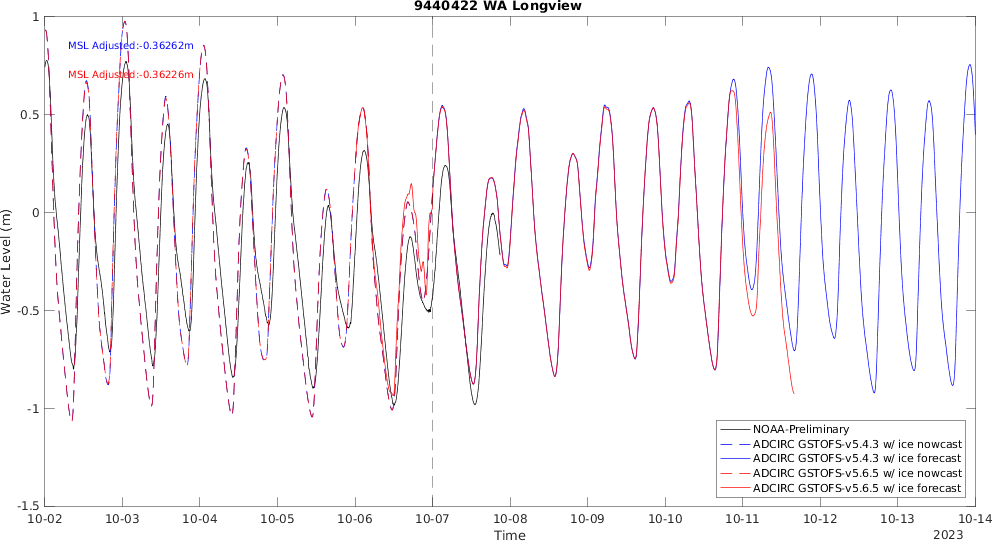 9440422 WA Longview
MSL Adjusted:-0.36262m
MSL Adjusted:-0.36226m
1
0.5
0
-0.5
-1
-1.5
Water Level (m)
10-02 10-03 10-04 10-05 10-06 10-07 10-08 10-09 10-10 10-11 10-12 10-13 10-14
Time
2023
NOAA-Preliminary
ADCIRC GSTOFS-v5.4.3 w/ ice nowcast
ADCIRC GSTOFS-v5.4.3 w/ ice forecast
ADCIRC GSTOFS-v5.6.5 w/ ice nowcast
ADCIRC GSTOFS-v5.6.5 w/ ice forecast